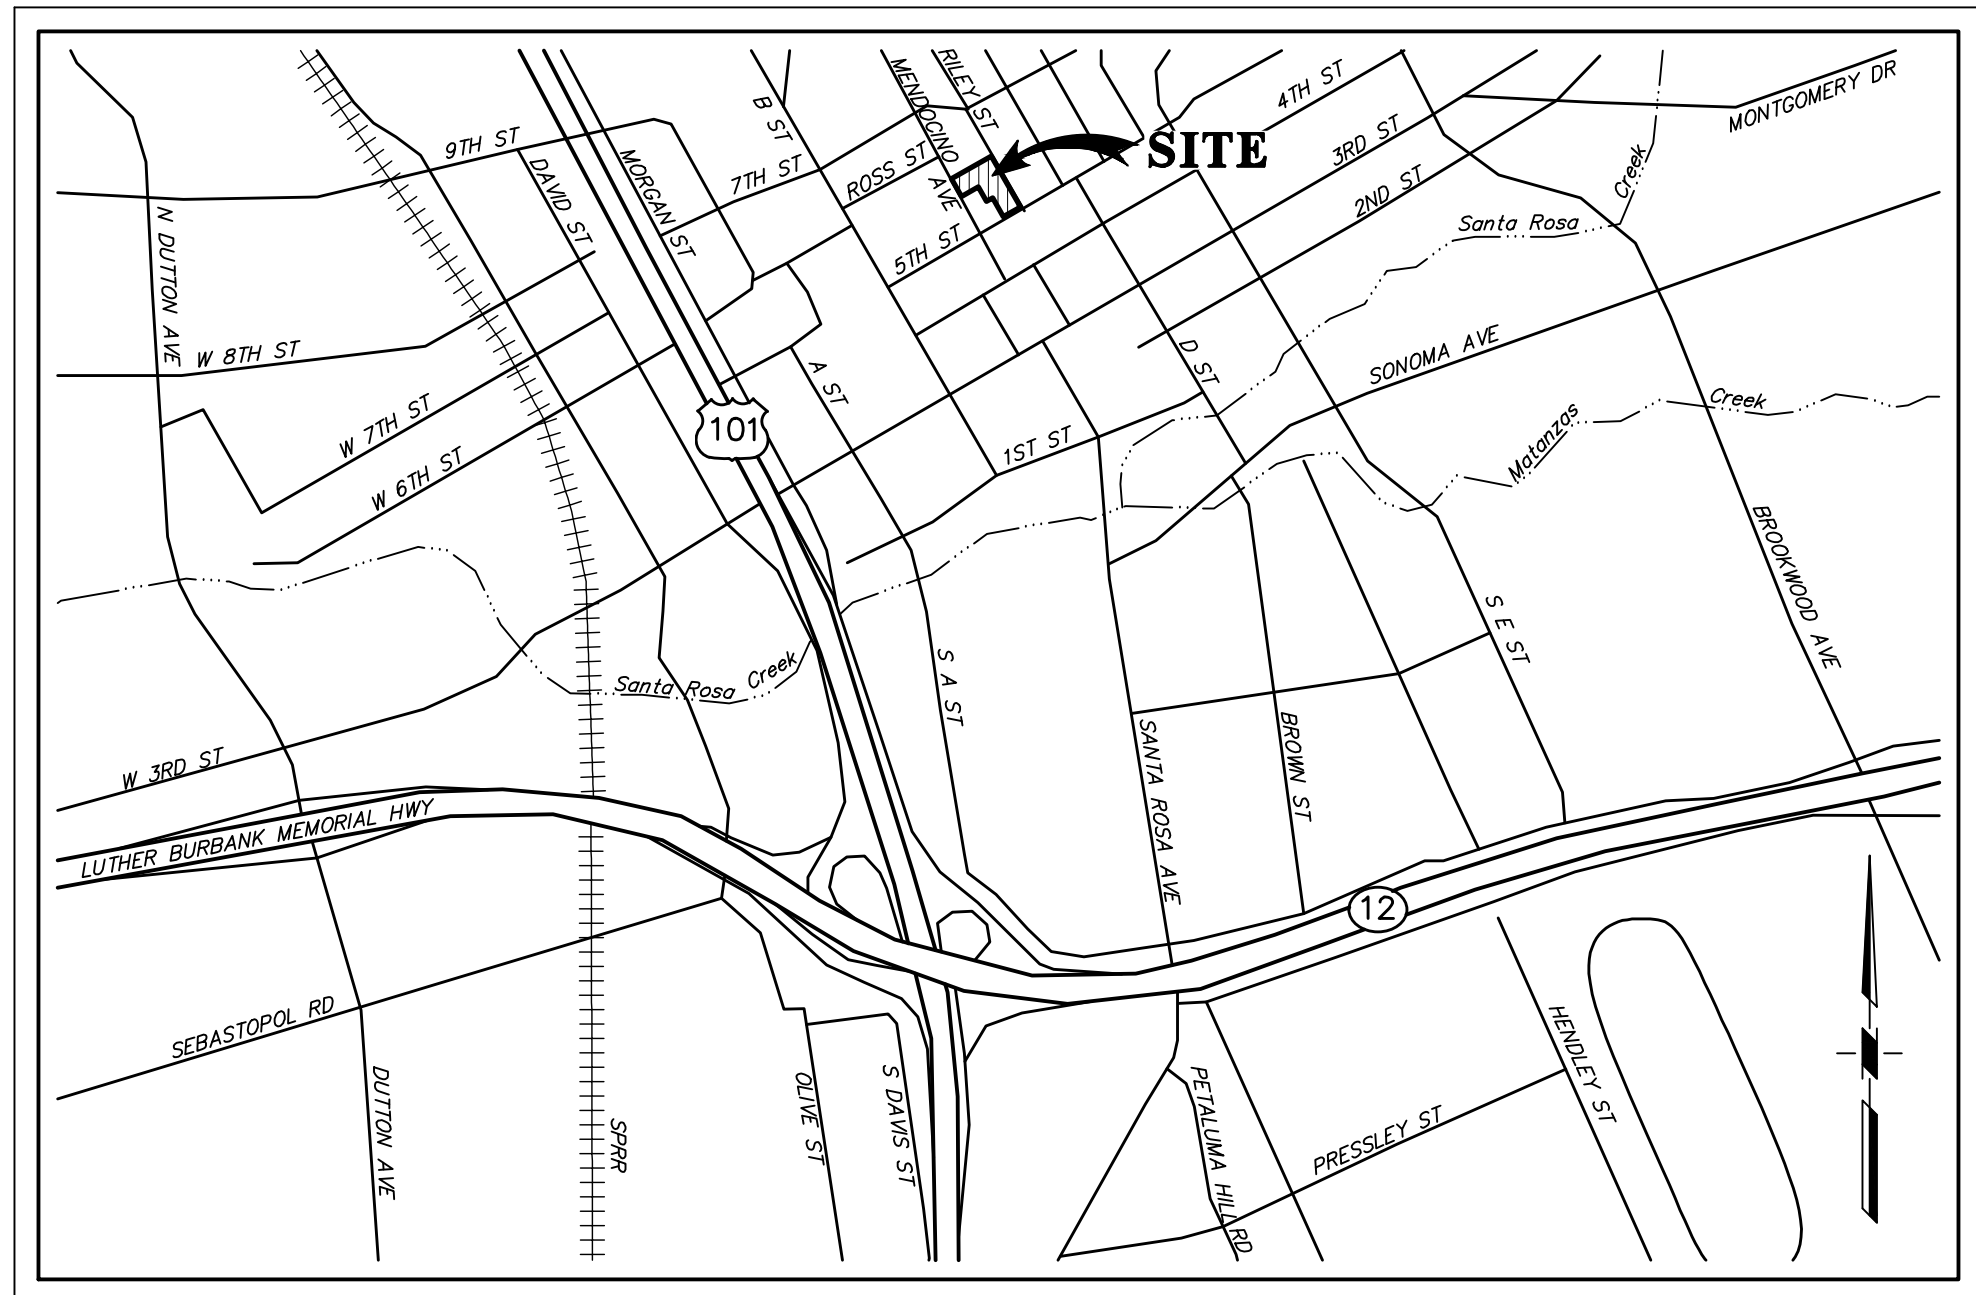 MENDOCINO AVE
RILEY ST
B ST
4TH ST
MONTGOMERY DR
9TH ST
DAVID ST
MORGAN ST
7TH ST
ROSS ST
SITE
3RD ST
2ND ST
Creek
Santa Rosa
N DUTTON AVE
5TH ST
W 8TH ST
A ST
D ST
SONOMA AVE
W 7TH ST
W 6TH ST
101
1ST ST
Matanzas
Creek
BROOKWOOD AVE
S E ST
Santa Rosa Creek
S A ST
W 3RD ST
SANTA ROSA AVE
BROWN ST
LUTHER BURBANK MEMORIAL HWY
12
SEBASTOPOL RD
DUTTON AVE
SPRR
OLIVE ST
S DAVIS ST
PETALUMA HILL RD
PRESSLEY ST
HENDLEY ST